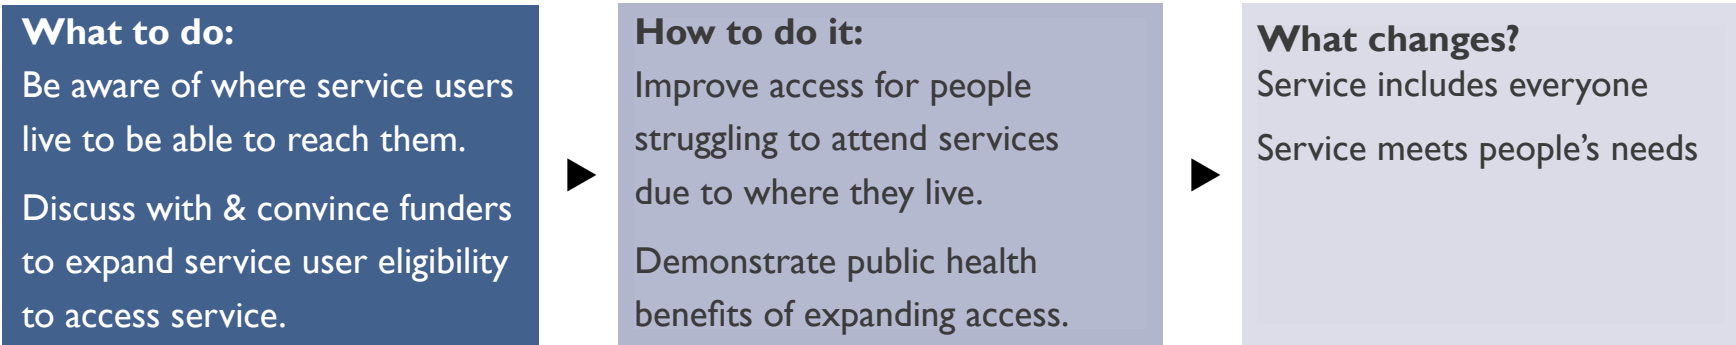 What to do:
Be aware of where service users
live to be able to reach them.
Discuss with & convince funders
to expand service user eligibility
to access service.
How to do it:
Improve access for people
struggling to attend services
due to where they live.
Demonstrate public health
benefits of expanding access.
What changes?
Service includes everyone
Service meets people’s needs